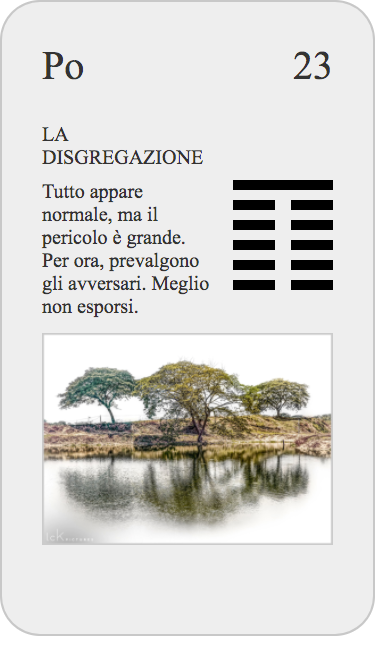 Po
23
LA
DISGREGAZIONE
Tutto appare
normale, ma il
pericolo è grande.
Per ora, prevalgono
gli avversari. Meglio
non esporsi.